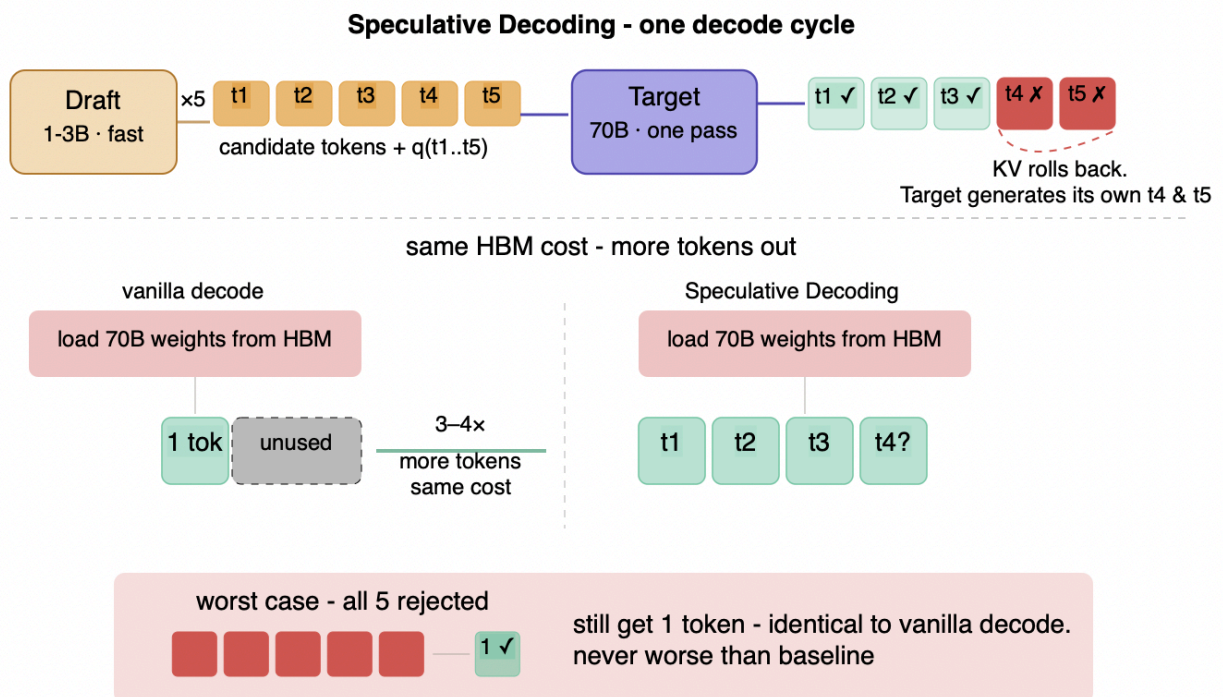 Speculative Decoding - one decode cycle
Draft
1-3B · fast
×5
t1 t2 t3 t4 t5
candidate tokens + q(t1..t5)
Target
70B · one pass
t1 ✓ t2 ✓ t3 ✓ t4 ✗ t5 ✗
KV rolls back.
Target generates its own t4 & t5
same HBM cost - more tokens out
vanilla decode
load 70B weights from HBM
1 tok unused
3–4×
more tokens
same cost
Speculative Decoding
load 70B weights from HBM
t1 t2 t3 t4?
worst case - all 5 rejected
1 ✓
still get 1 token - identical to vanilla decode.
never worse than baseline